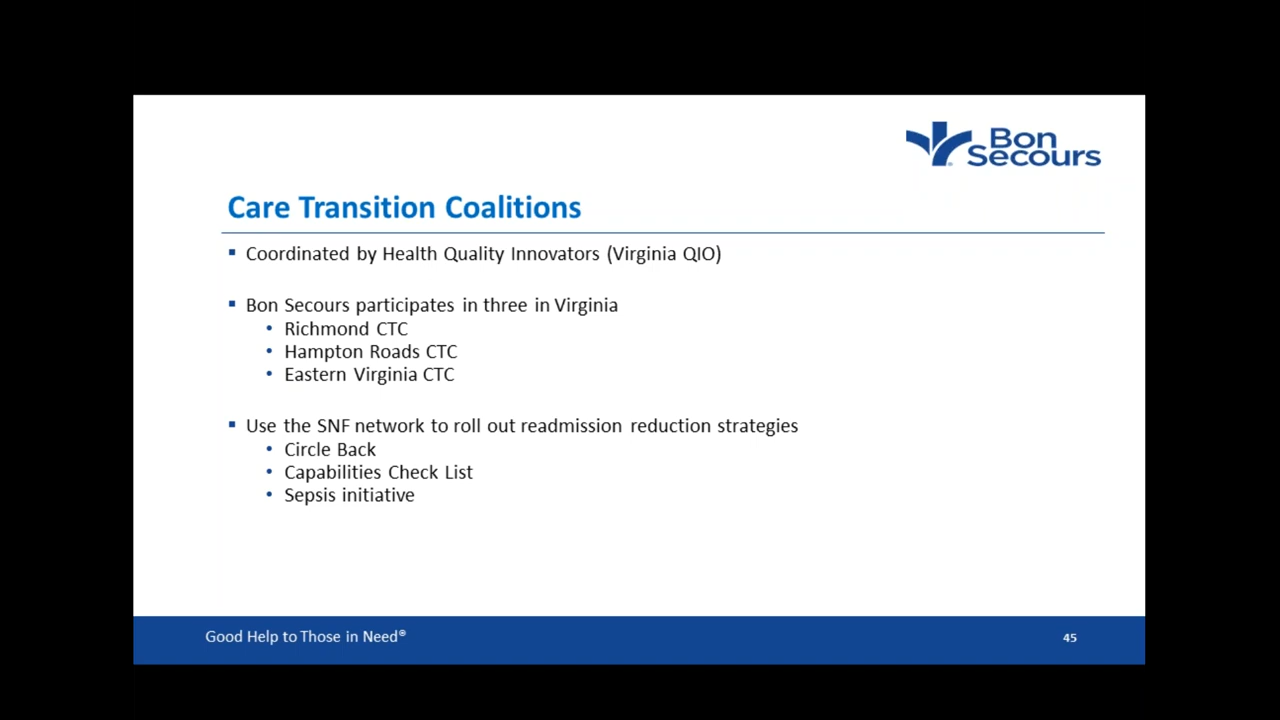 Bon
Secours
Care Transition Coalitions
▪ Coordinated by Health Quality Innovators (Virginia QIO)
▪ Bon Secours participates in three in Virginia
• Richmond CTC
• Hampton Roads CTC
• Eastern Virginia CTC
▪ Use the SNF network to roll out readmission reduction strategies
• Circle Back
• Capabilities Check List
• Sepsis initiative
Good Help to Those in Need®
45